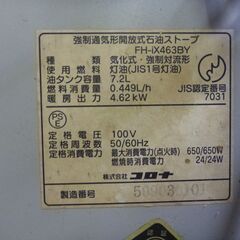 強制通気形開放式石油ストーブ
FH-iX463BY
種類 気化式・強制対流形
使用燃料 灯油(JIS1号灯油)
油タンク容量 7.2L
燃料消費量 0.449L/h
暖房出力 4.62kW
JIS認定番号
7031
PS
E
定格電圧 100V
定格周波数 50/60Hz
定格消費電力 最大消費電力(点火時) 650/650W
燃焼時消費電力 24/24W
株式会社コロナ
製造番号
認証